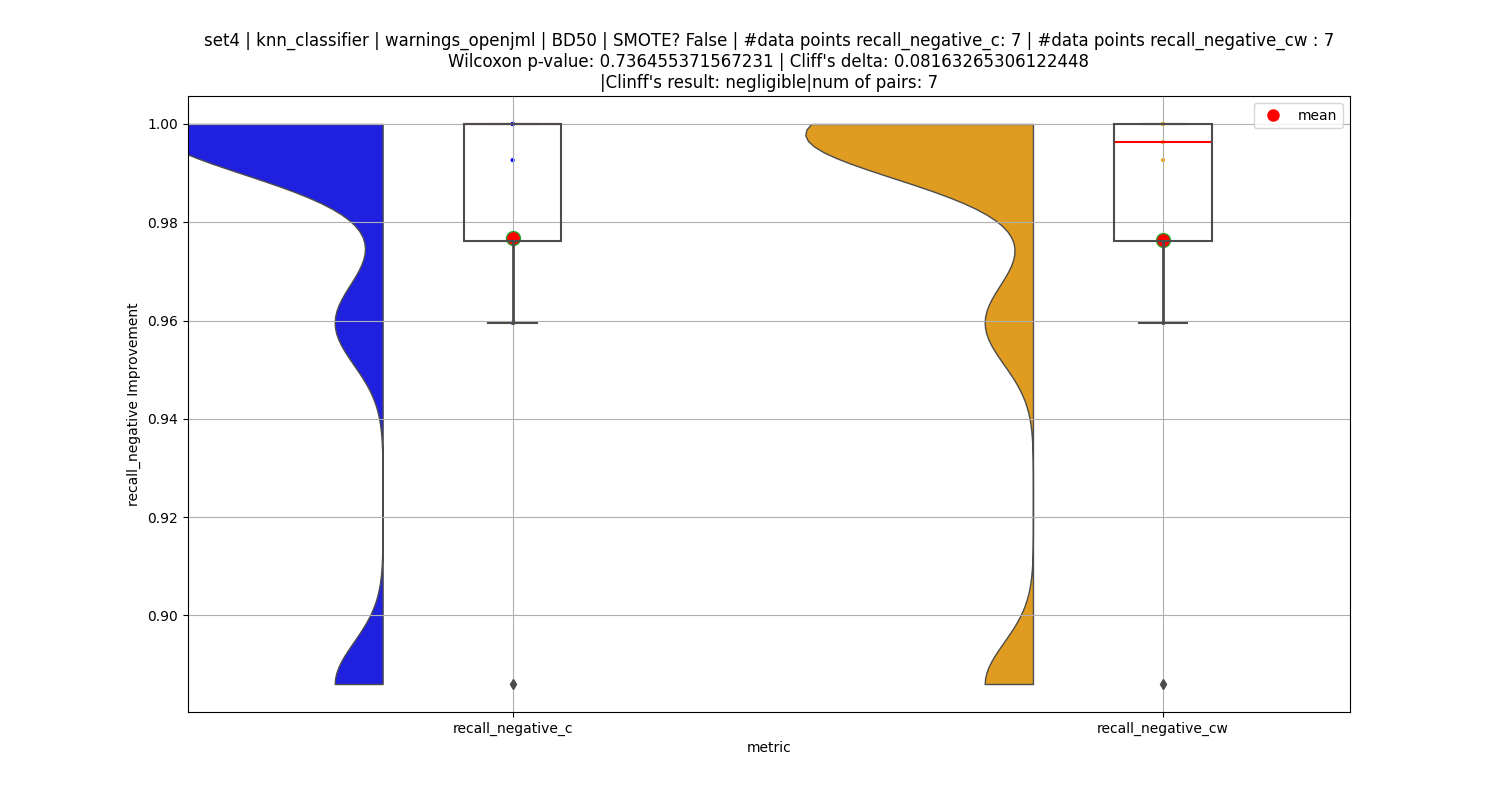 set4 | knn_classifier | warnings_openjml | BD50 | SMOTE? False | #data points recall_negative_c: 7 | #data points recall_negative_cw : 7
Wilcoxon p-value: 0.736455371567231 | Cliff's delta: 0.08163265306122448
|Clinff's result: negligible|num of pairs: 7
mean
1.00
0.98
0.96
0.94
0.92
0.90
recall_negative Improvement
recall_negative_c
recall_negative_cw
metric